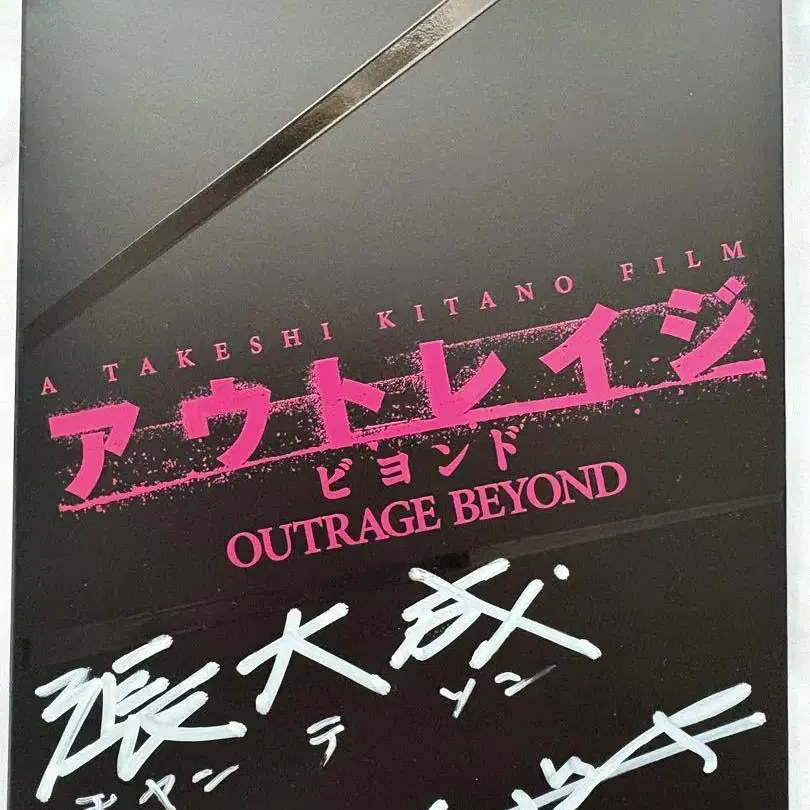 A TAKESHI KITANO FILM
アウトレイジ
ビヨンド
OUTRAGE BEYOND
張大成
チャン テ ソン